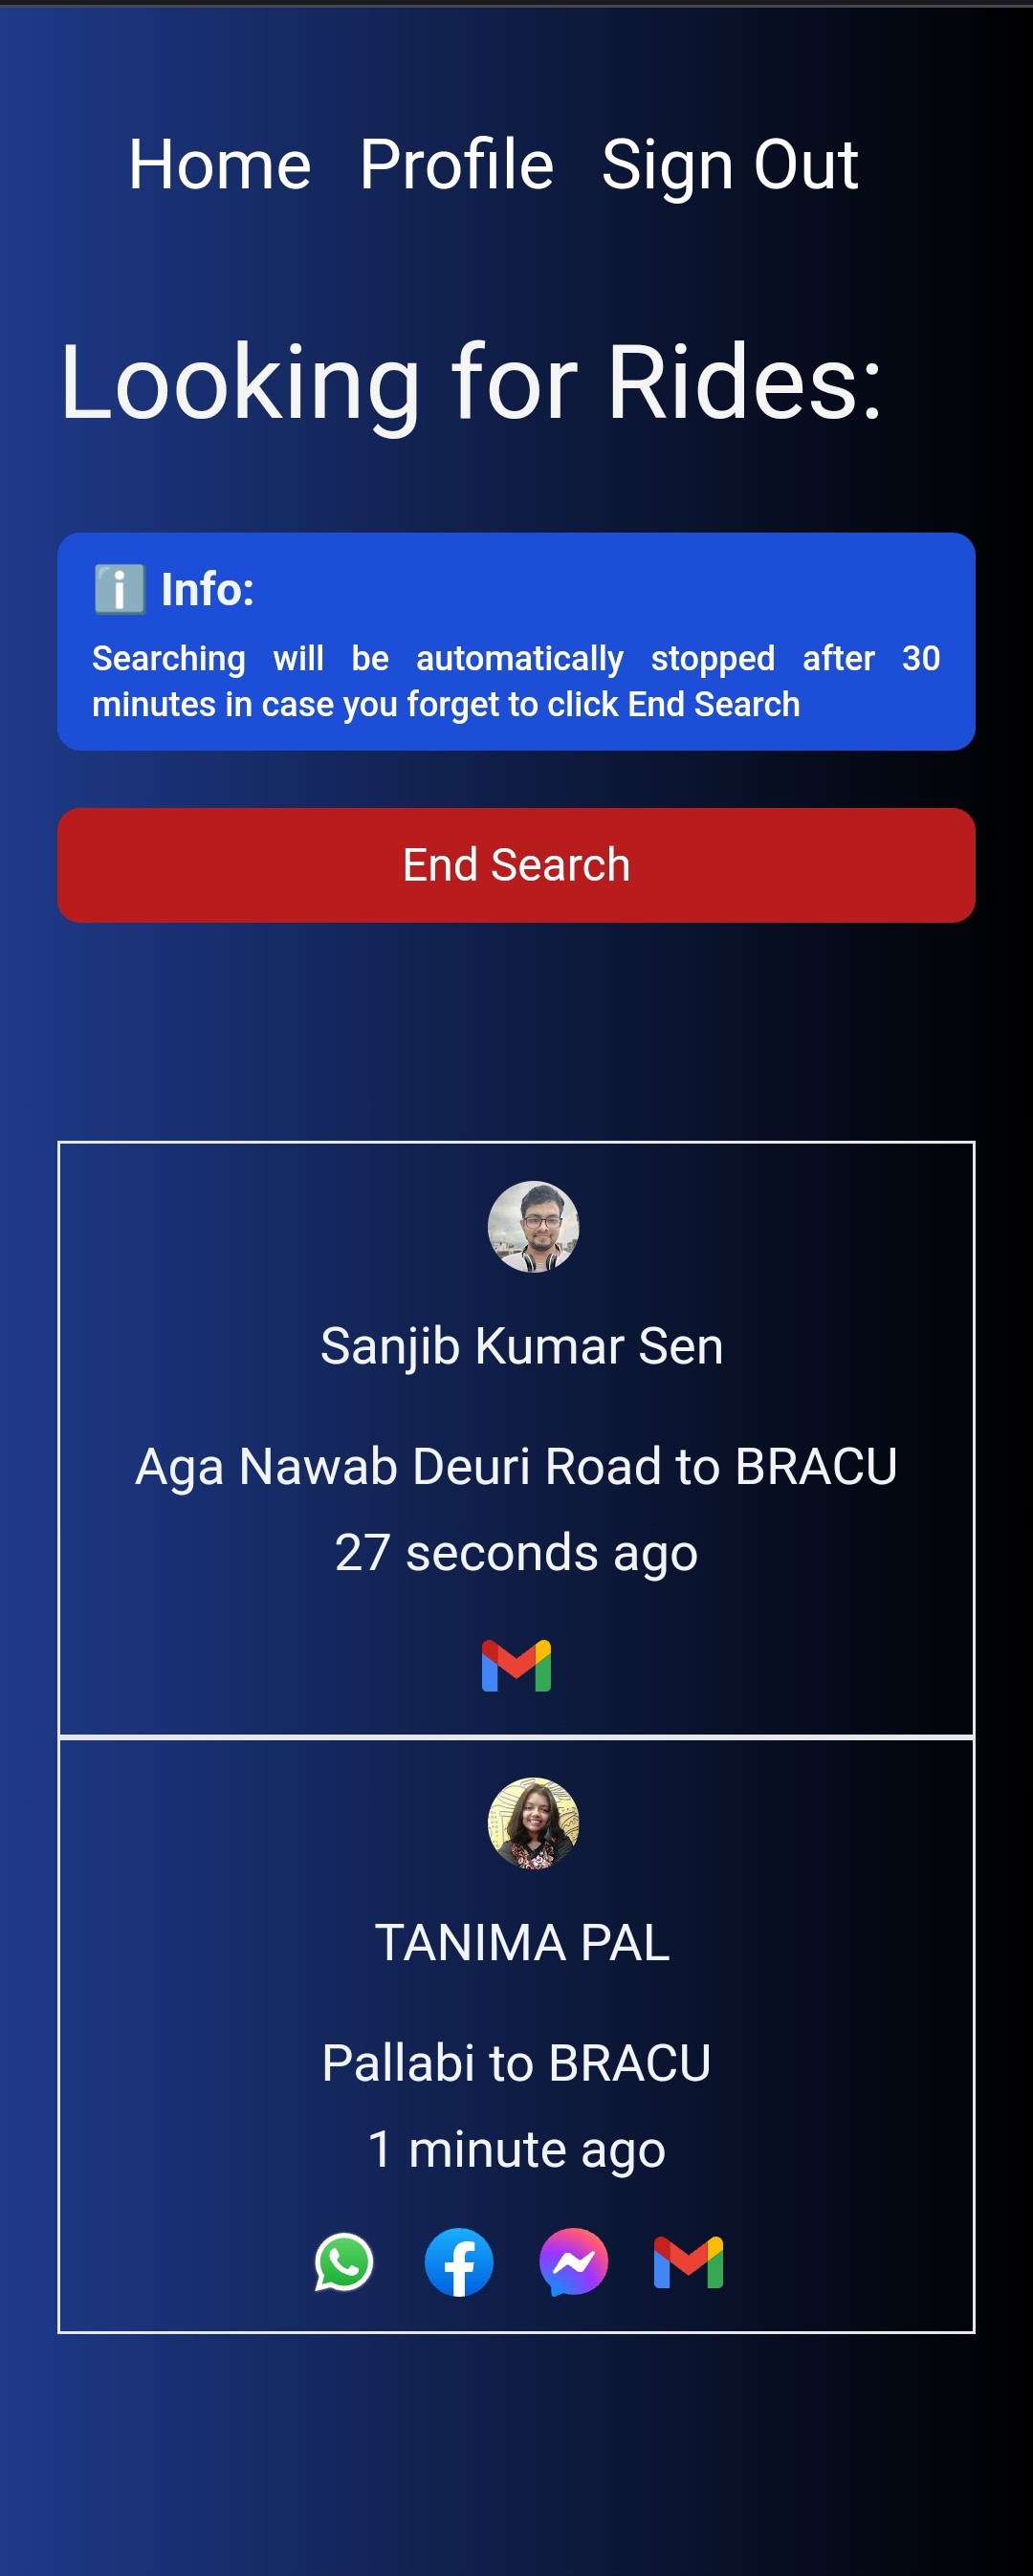 Home Profile Sign Out
Looking for Rides:
ℹ️ Info:
Searching will be automatically stopped after 30
minutes in case you forget to click End Search
End Search
Sanjib Kumar Sen
Aga Nawab Deuri Road to BRACU
27 seconds ago
TANIMA PAL
Pallabi to BRACU
1 minute ago